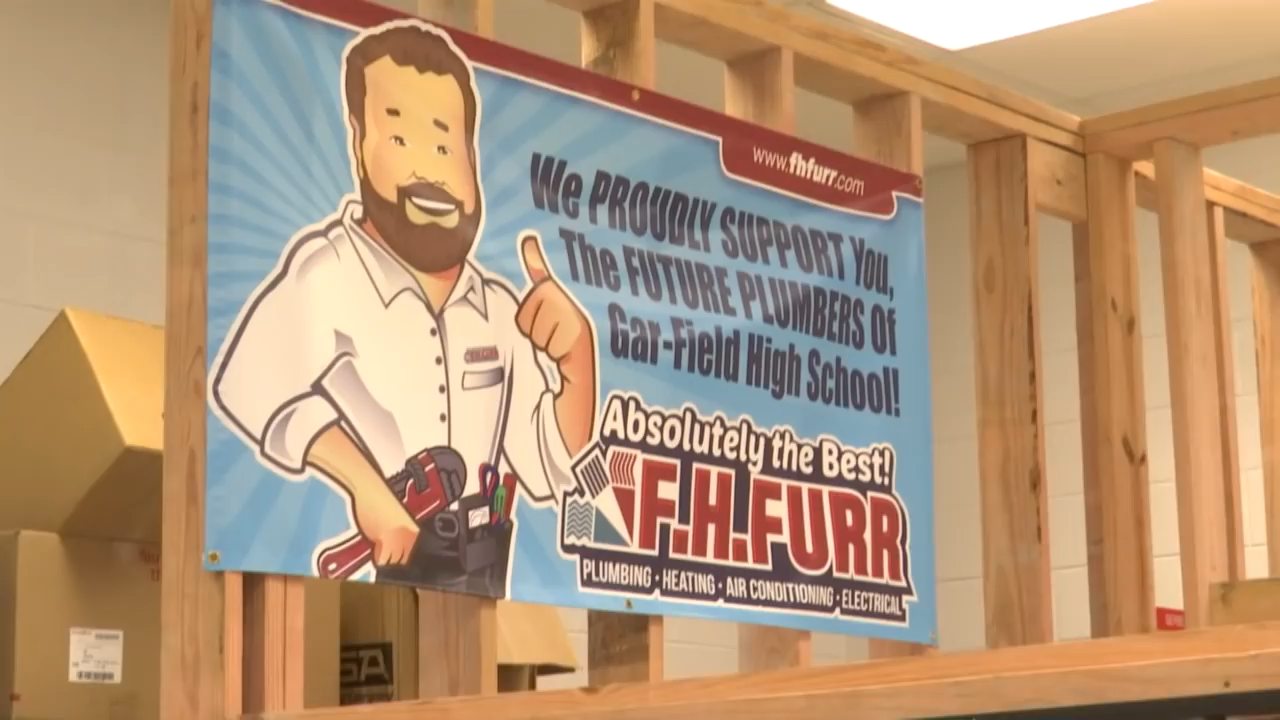 www.fhfurr.com
We PROUDLY SUPPORT You,
The FUTURE PLUMBERS Of
Gar-Field High School!
Absolutely the Best!
F.H.FURR
PLUMBING · HEATING · AIR CONDITIONING · ELECTRICAL